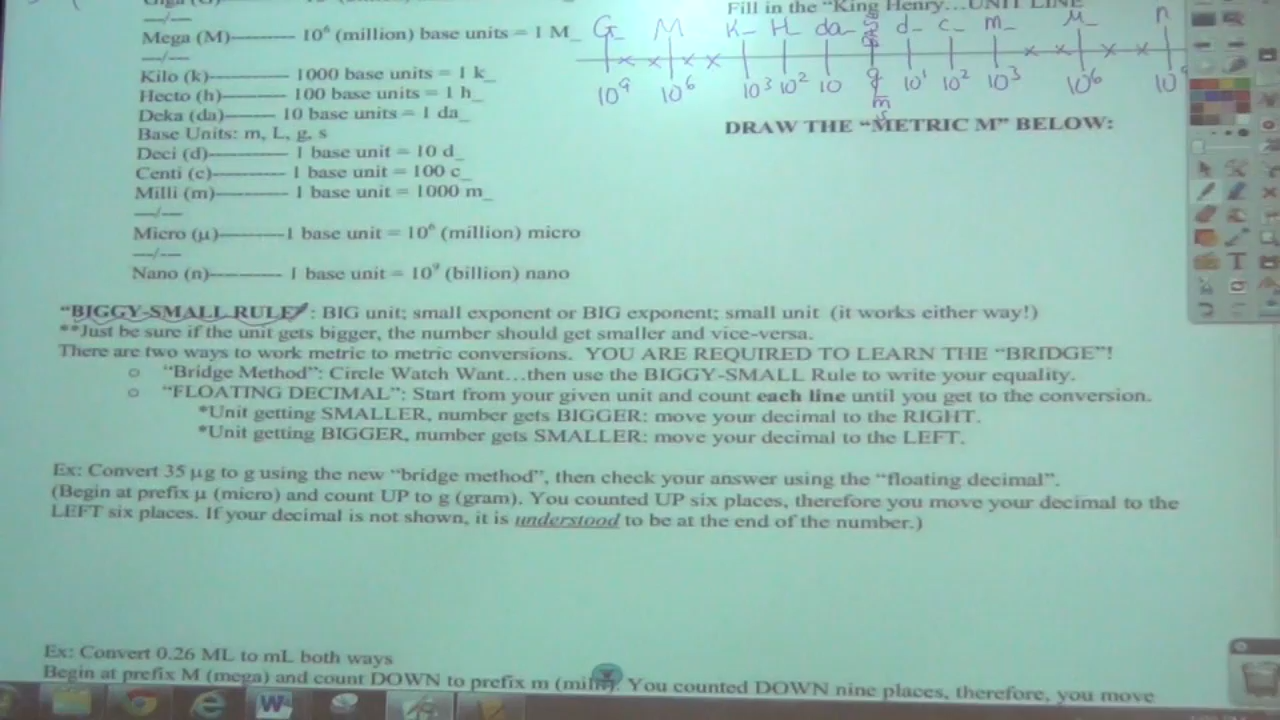 Fill in the "King Henry…UNIT LINE
—/—
Mega (M)——— 10⁶ (million) base units = 1 M_
—/—
Kilo (k)——— 1000 base units = 1 k_
Hecto (h)——— 100 base units = 1 h_
Deka (da)——— 10 base units = 1 da_
Base Units: m, L, g, s
Deci (d)——— 1 base unit = 10 d_
Centi (c)——— 1 base unit = 100 c_
Milli (m)——— 1 base unit = 1000 m_
—/—
Micro (μ)———1 base unit = 10⁶ (million) micro
—/—
Nano (n)——— 1 base unit = 10⁹ (billion) nano
G_ M_ K_ H_ da_ d_ c_ m_ μ_ n
10⁹ 10⁶ 10³ 10² 10 g 10¹ 10² 10³ 10⁶ 10
m
DRAW THE "METRIC M" BELOW:
"BIGGY-SMALL RULE": BIG unit; small exponent or BIG exponent; small unit (it works either way!)
**Just be sure if the unit gets bigger, the number should get smaller and vice-versa.
There are two ways to work metric to metric conversions. YOU ARE REQUIRED TO LEARN THE "BRIDGE"!
o "Bridge Method": Circle Watch Want…then use the BIGGY-SMALL Rule to write your equality.
o "FLOATING DECIMAL": Start from your given unit and count each line until you get to the conversion.
*Unit getting SMALLER, number gets BIGGER: move your decimal to the RIGHT.
*Unit getting BIGGER, number gets SMALLER: move your decimal to the LEFT.
Ex: Convert 35 μg to g using the new "bridge method", then check your answer using the "floating decimal".
(Begin at prefix μ (micro) and count UP to g (gram). You counted UP six places, therefore you move your decimal to the
LEFT six places. If your decimal is not shown, it is understood to be at the end of the number.)
Ex: Convert 0.26 ML to mL both ways
Begin at prefix M (mega) and count DOWN to prefix m (milli). You counted DOWN nine places, therefore, you move